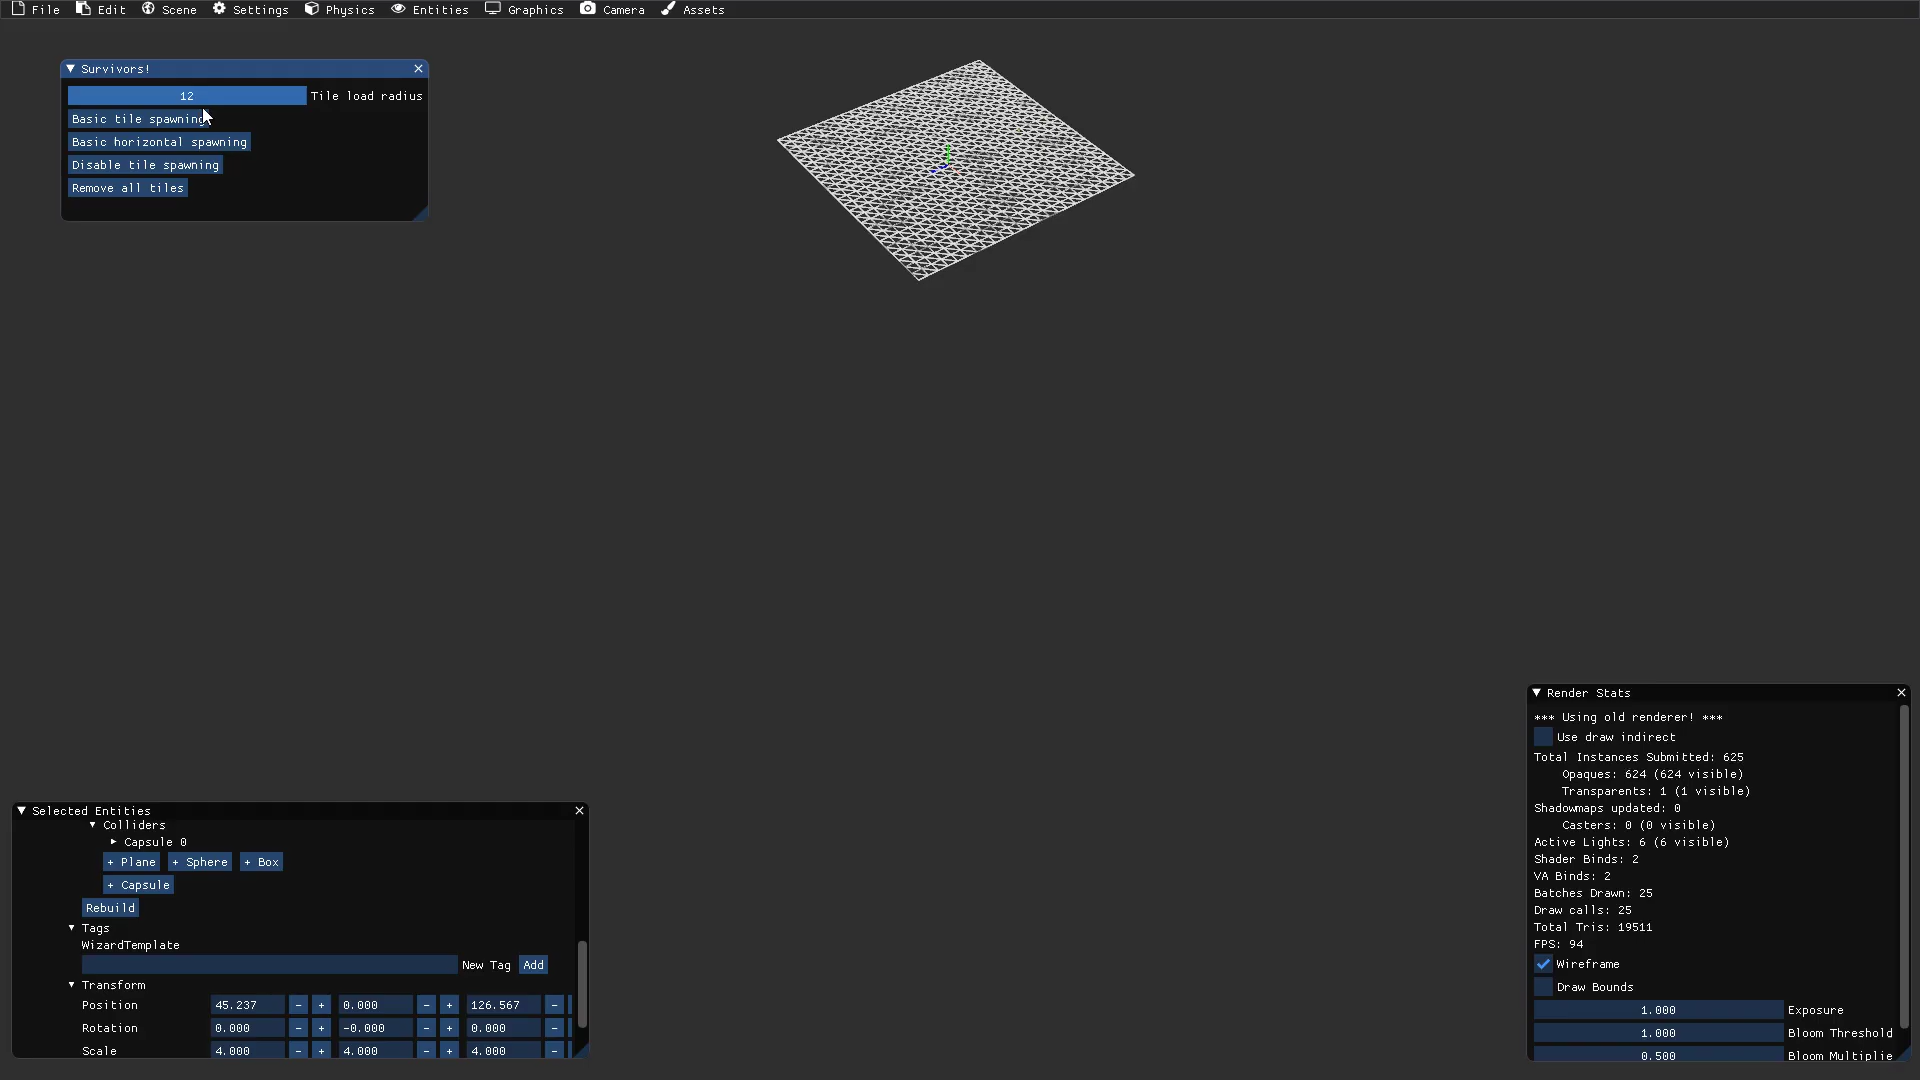 File Edit Scene Settings Physics Entities Graphics Camera Assets
Survivors!
12 Tile load radius
Basic tile spawning
Basic horizontal spawning
Disable tile spawning
Remove all tiles
Render Stats
*** Using old renderer! ***
Use draw indirect
Total Instances Submitted: 625
Opaques: 624 (624 visible)
Transparents: 1 (1 visible)
Shadowmaps updated: 0
Casters: 0 (0 visible)
Active Lights: 6 (6 visible)
Shader Binds: 2
VA Binds: 2
Batches Drawn: 25
Draw calls: 25
Total Tris: 19511
FPS: 94
Wireframe
Draw Bounds
1.000 Exposure
1.000 Bloom Threshold
0.500 Bloom Multiplie
Selected Entities
Colliders
Capsule 0
+ Plane + Sphere + Box
+ Capsule
Rebuild
Tags
WizardTemplate
New Tag Add
Transform
Position 45.237 - + 0.000 - + 126.567 -
Rotation 0.000 - + -0.000 - + 0.000 -
Scale 4.000 - + 4.000 - + 4.000 -